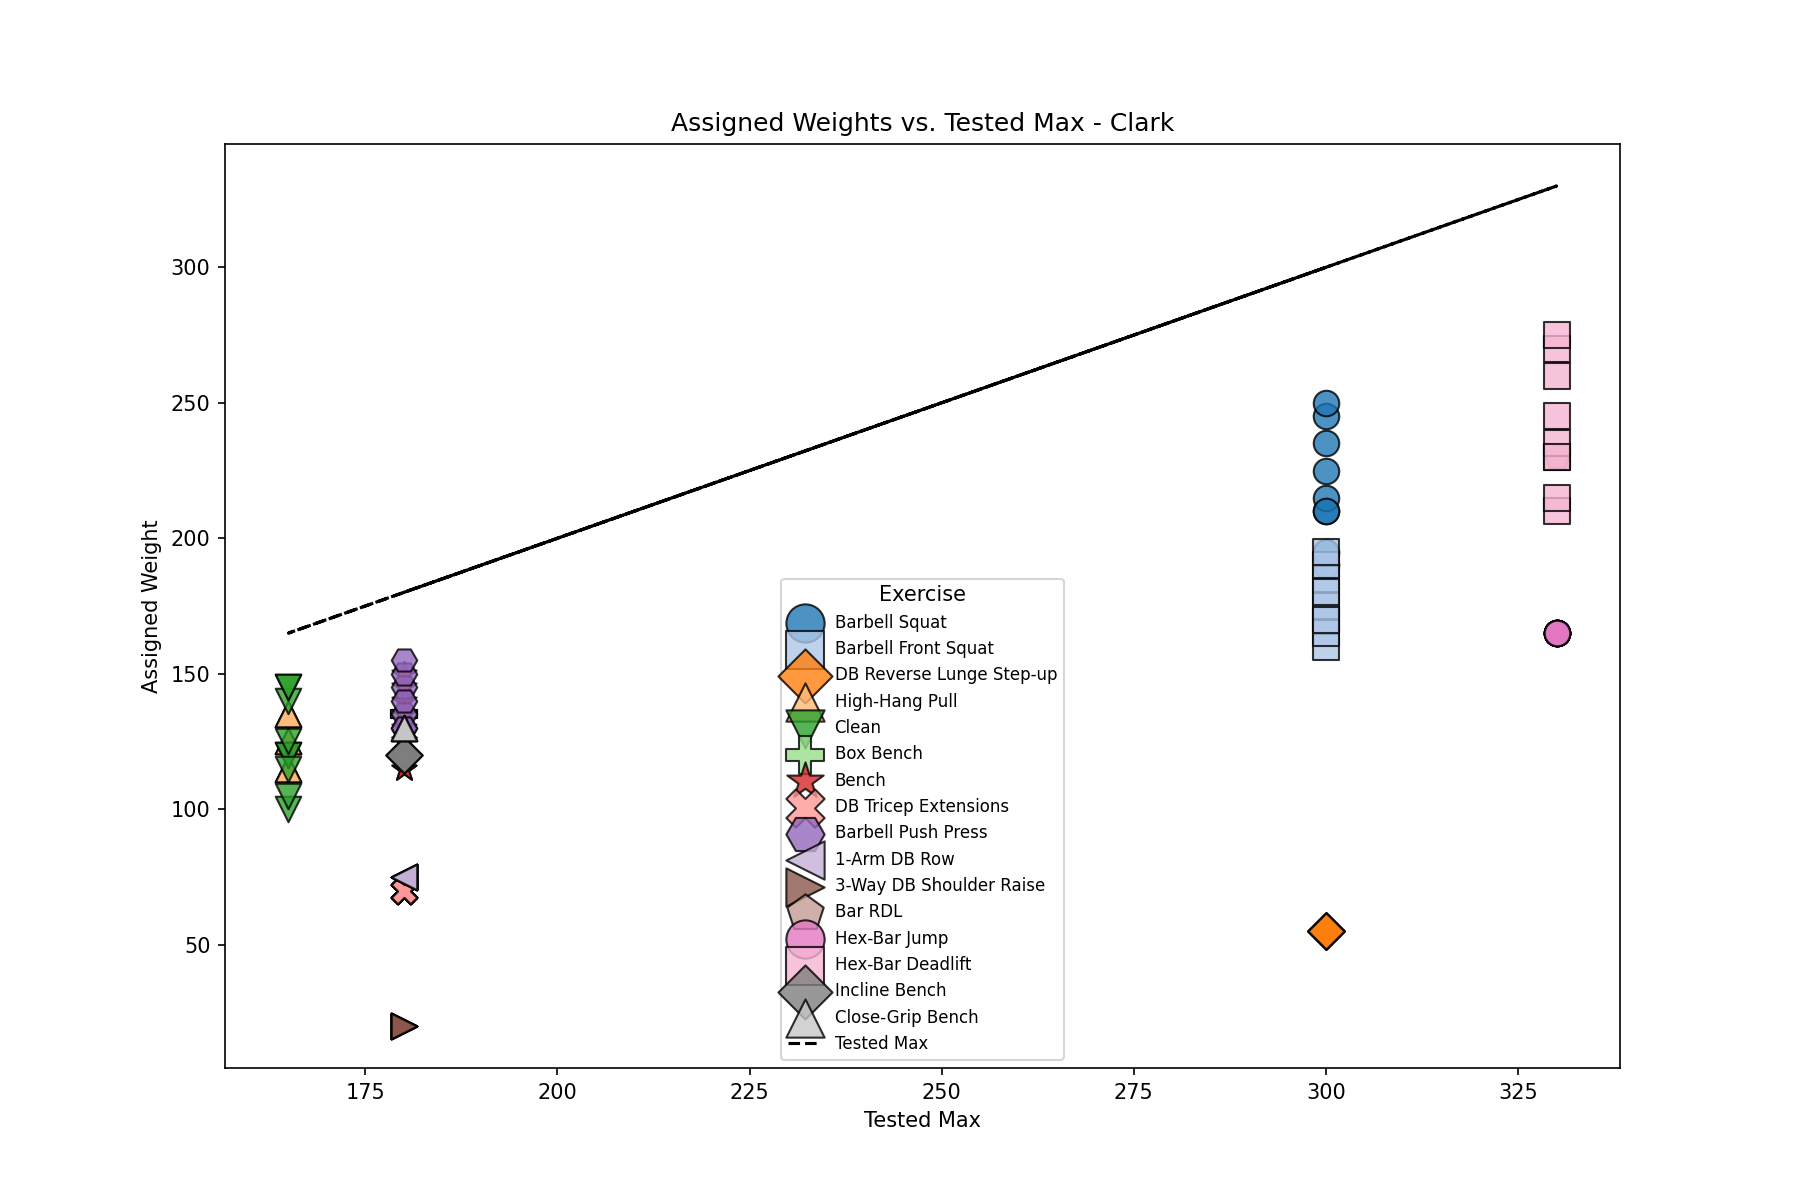 Assigned Weights vs. Tested Max - Clark
Assigned Weight
300
250
200
150
100
50
Exercise
Barbell Squat
Barbell Front Squat
DB Reverse Lunge Step-up
High-Hang Pull
Clean
Box Bench
Bench
DB Tricep Extensions
Barbell Push Press
1-Arm DB Row
3-Way DB Shoulder Raise
Bar RDL
Hex-Bar Jump
Hex-Bar Deadlift
Incline Bench
Close-Grip Bench
Tested Max
175 200 225 250 275 300 325
Tested Max